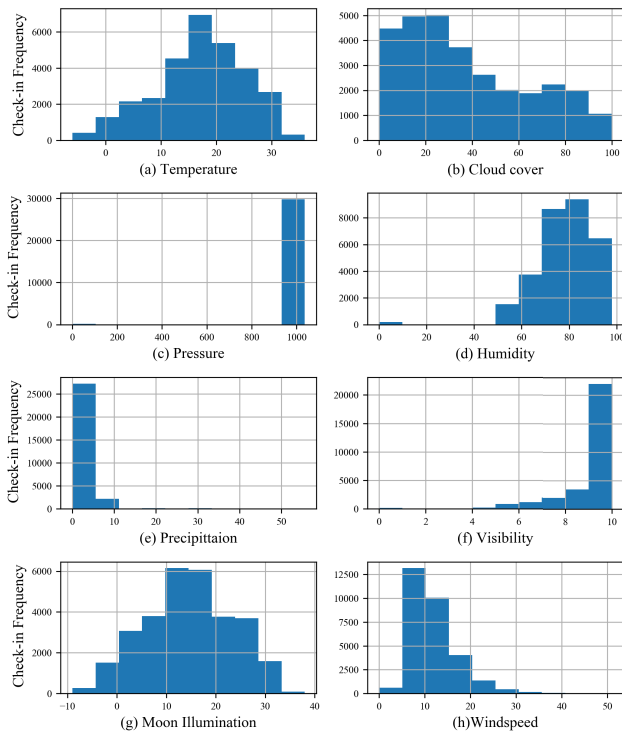 Check-in Frequency
6000
4000
2000
0
0 10 20 30
(a) Temperature
5000
4000
3000
2000
1000
0
0 20 40 60 80 100
(b) Cloud cover
Check-in Frequency
30000
20000
10000
0
0 200 400 600 800 1000
(c) Pressure
8000
6000
4000
2000
0
0 20 40 60 80 100
(d) Humidity
Check-in Frequency
25000
20000
15000
10000
5000
0
0 10 20 30 40 50
(e) Precipittaion
20000
15000
10000
5000
0
0 2 4 6 8 10
(f) Visibility
Check-in Frequency
6000
4000
2000
0
−10 0 10 20 30 40
(g) Moon Illumination
12500
10000
7500
5000
2500
0
0 10 20 30 40 50
(h)Windspeed